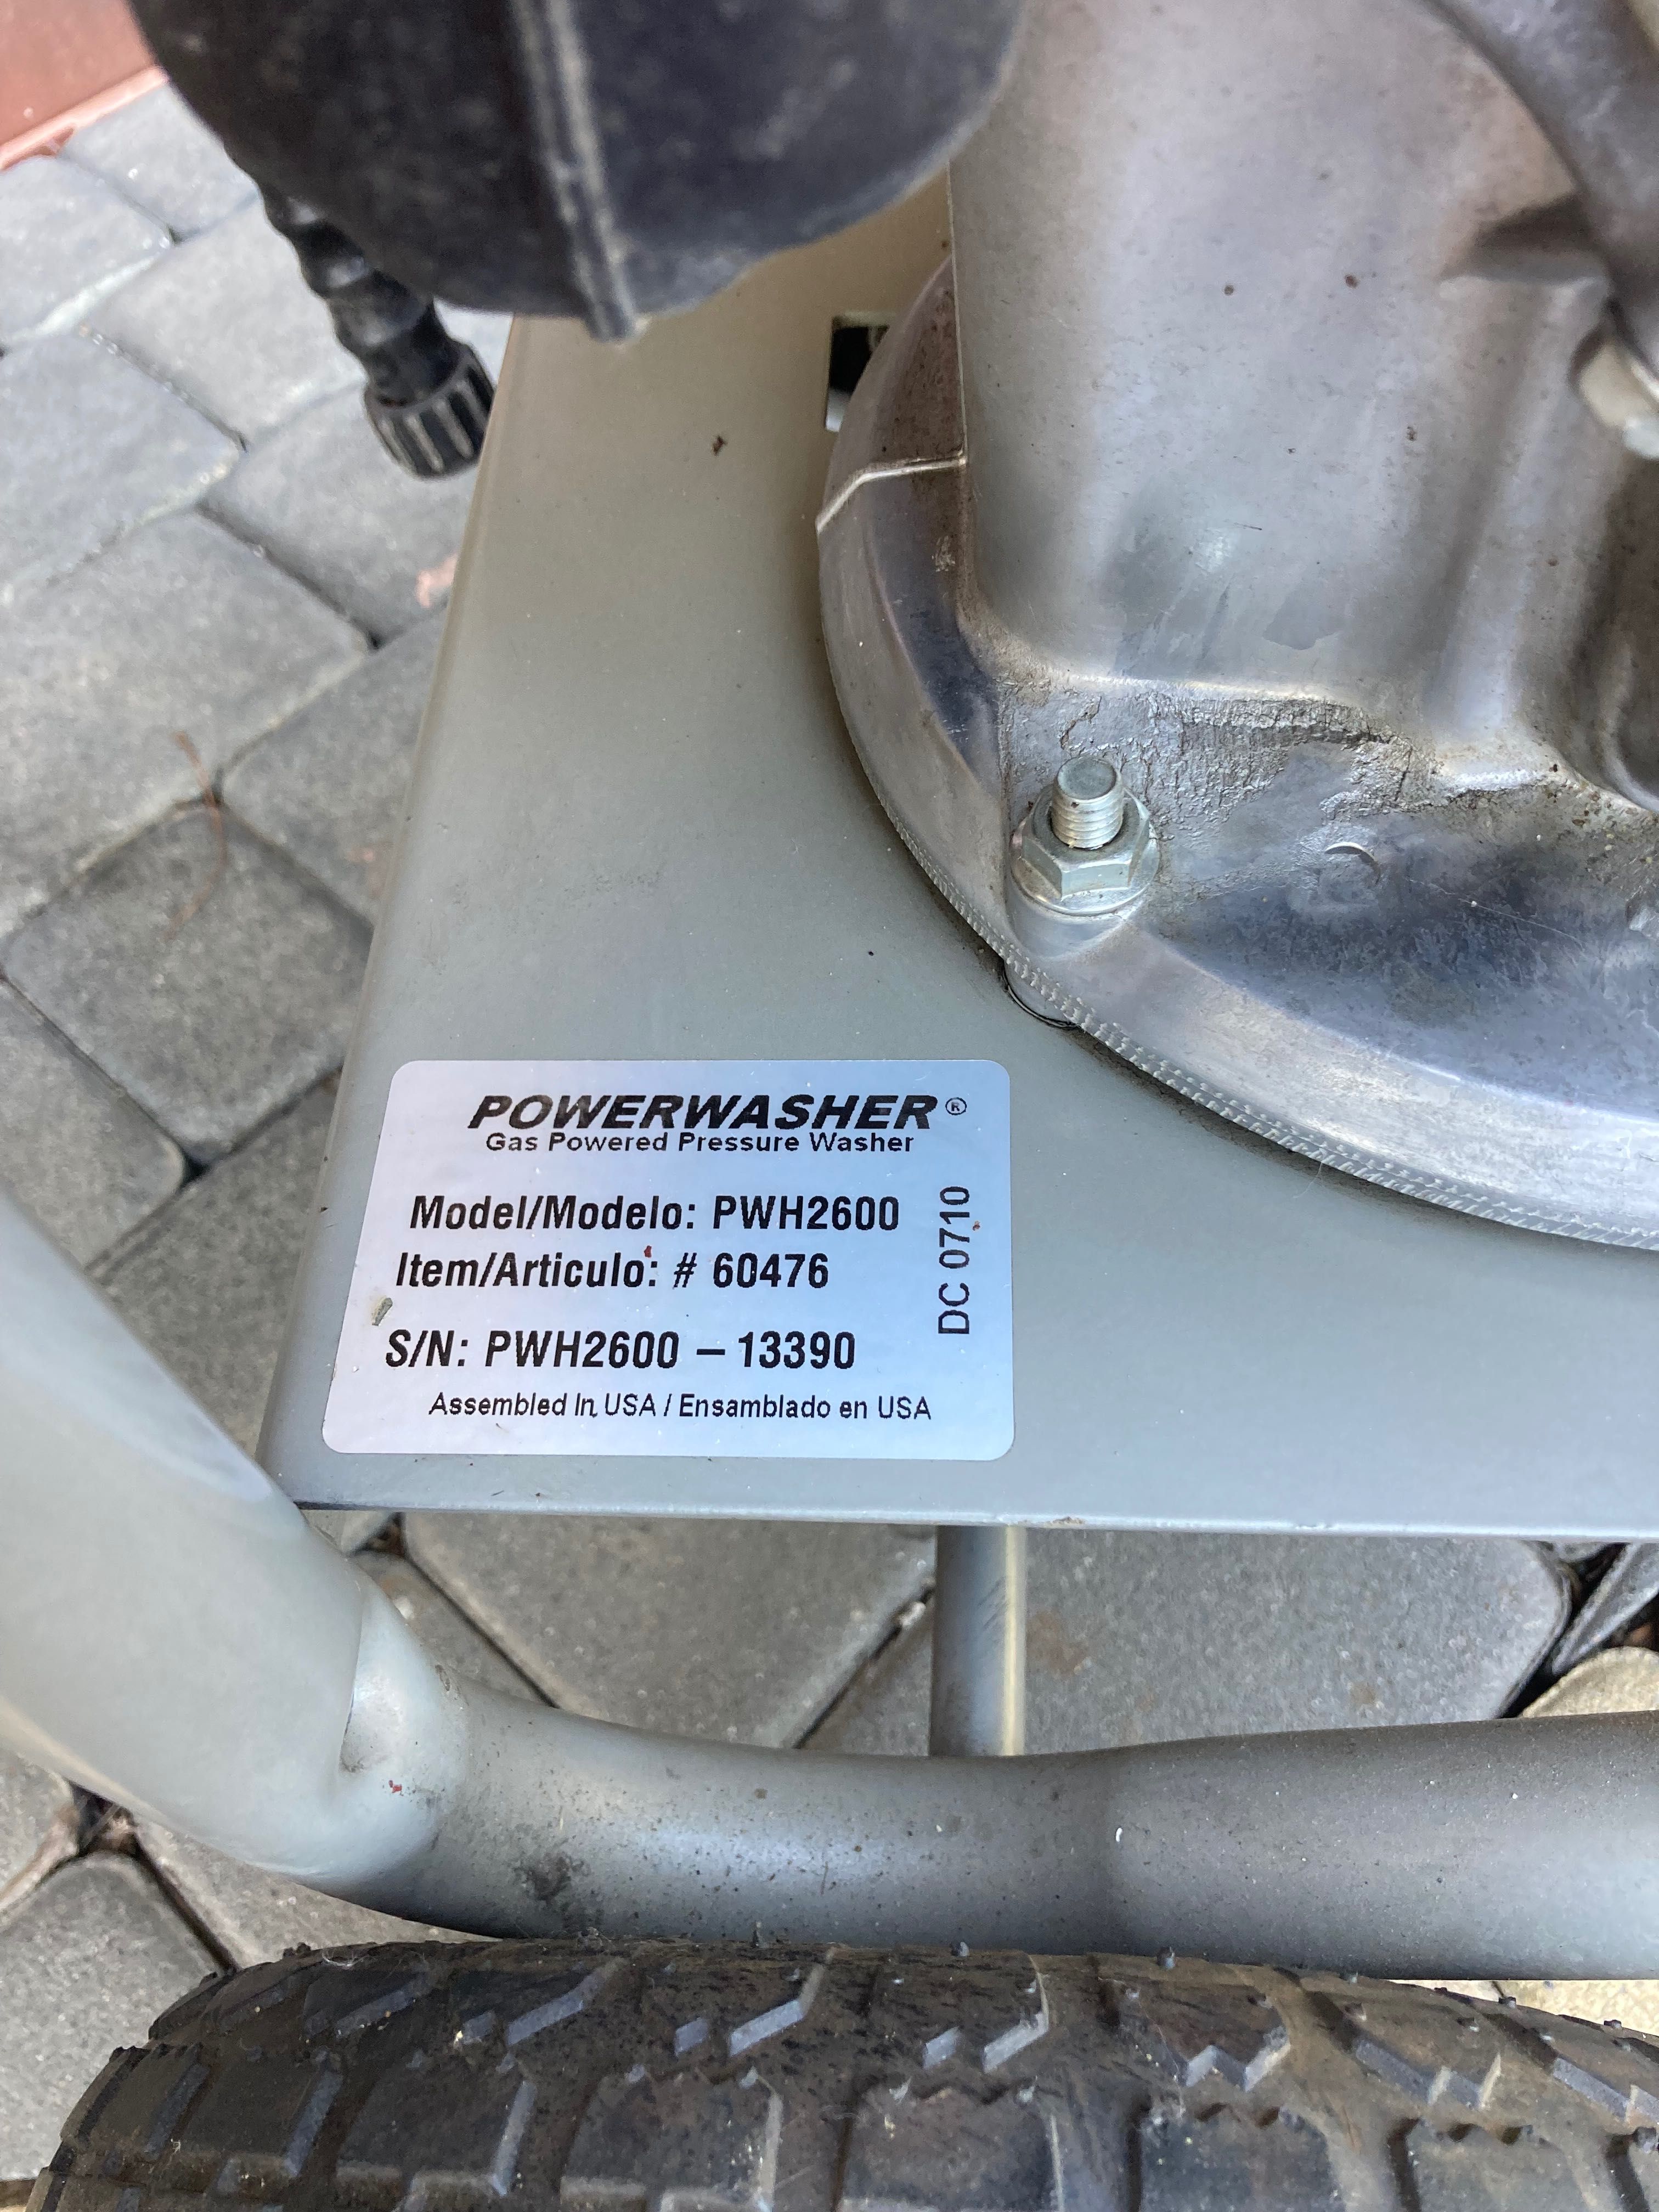 POWERWASHER®
Gas Powered Pressure Washer
Model/Modelo: PWH2600
Item/Articulo: # 60476
S/N: PWH2600 – 13390
Assembled In USA / Ensamblado en USA
DC 0710